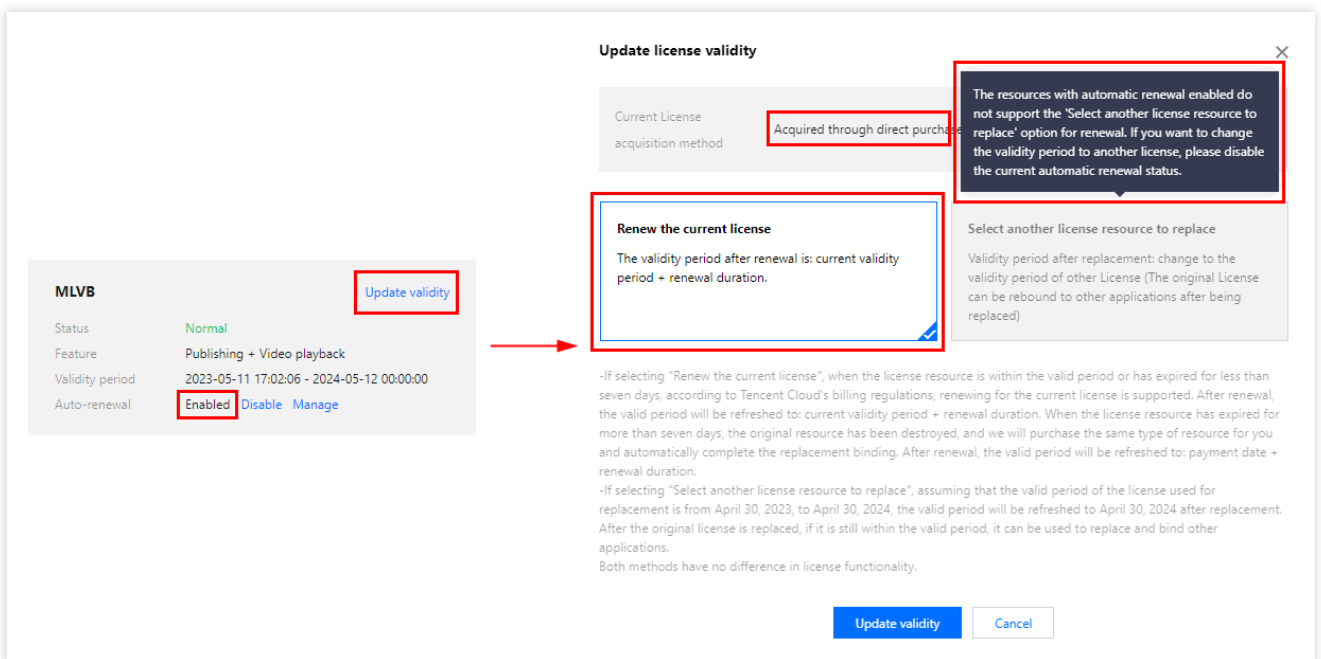 MLVB
Update validity
Status
Normal
Feature
Publishing + Video playback
Validity period
2023-05-11 17:02:06 - 2024-05-12 00:00:00
Auto-renewal
Enabled Disable Manage
Update license validity
Current License
acquisition method
Acquired through direct purchase
The resources with automatic renewal enabled do
not support the 'Select another license resource to
replace' option for renewal. If you want to change
the validity period to another license, please disable
the current automatic renewal status.
Renew the current license
The validity period after renewal is: current validity
period + renewal duration.
Select another license resource to replace
Validity period after replacement: change to the
validity period of other License (The original License
can be rebound to other applications after being
replaced)
-If selecting "Renew the current license", when the license resource is within the valid period or has expired for less than
seven days, according to Tencent Cloud's billing regulations, renewing for the current license is supported. After renewal,
the valid period will be refreshed to: current validity period + renewal duration. When the license resource has expired for
more than seven days, the original resource has been destroyed, and we will purchase the same type of resource for you
and automatically complete the replacement binding. After renewal, the valid period will be refreshed to: payment date +
renewal duration.
-If selecting "Select another license resource to replace", assuming that the valid period of the license used for
replacement is from April 30, 2023, to April 30, 2024, the valid period will be refreshed to April 30, 2024 after replacement.
After the original license is replaced, if it is still within the valid period, it can be used to replace and bind other
applications.
Both methods have no difference in license functionality.
Update validity
Cancel